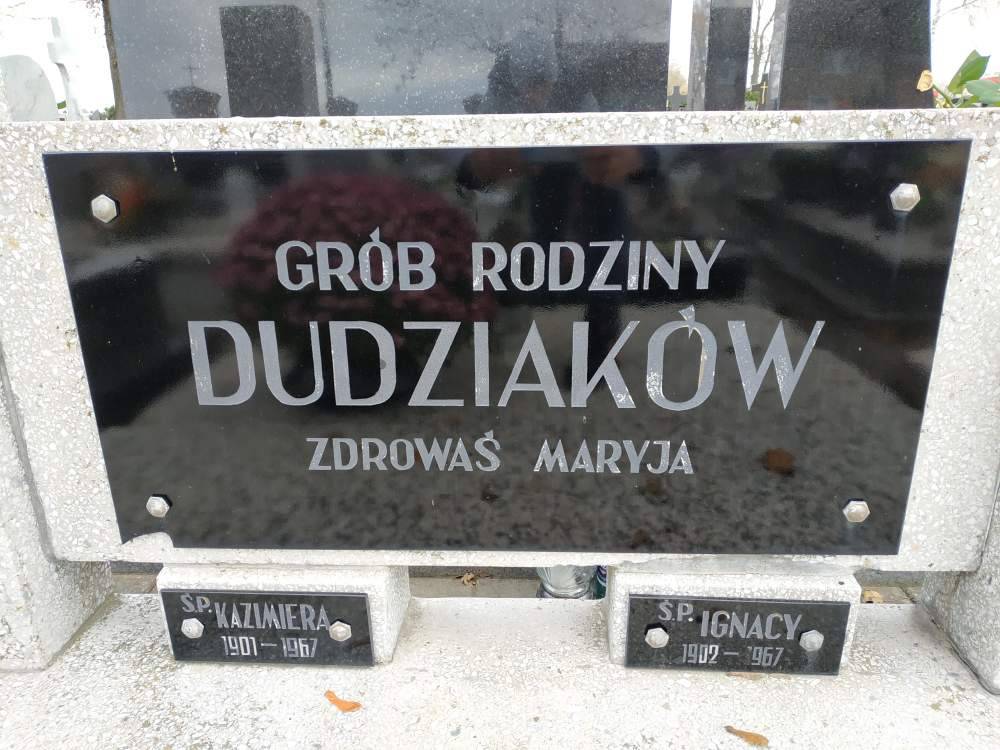 GRÓB RODZINY
DUDZIAKÓW
ZDROWAŚ MARYJA
Ś.P. KAZIMIERA
1901 – 1967
Ś.P. IGNACY
1902 – 1967